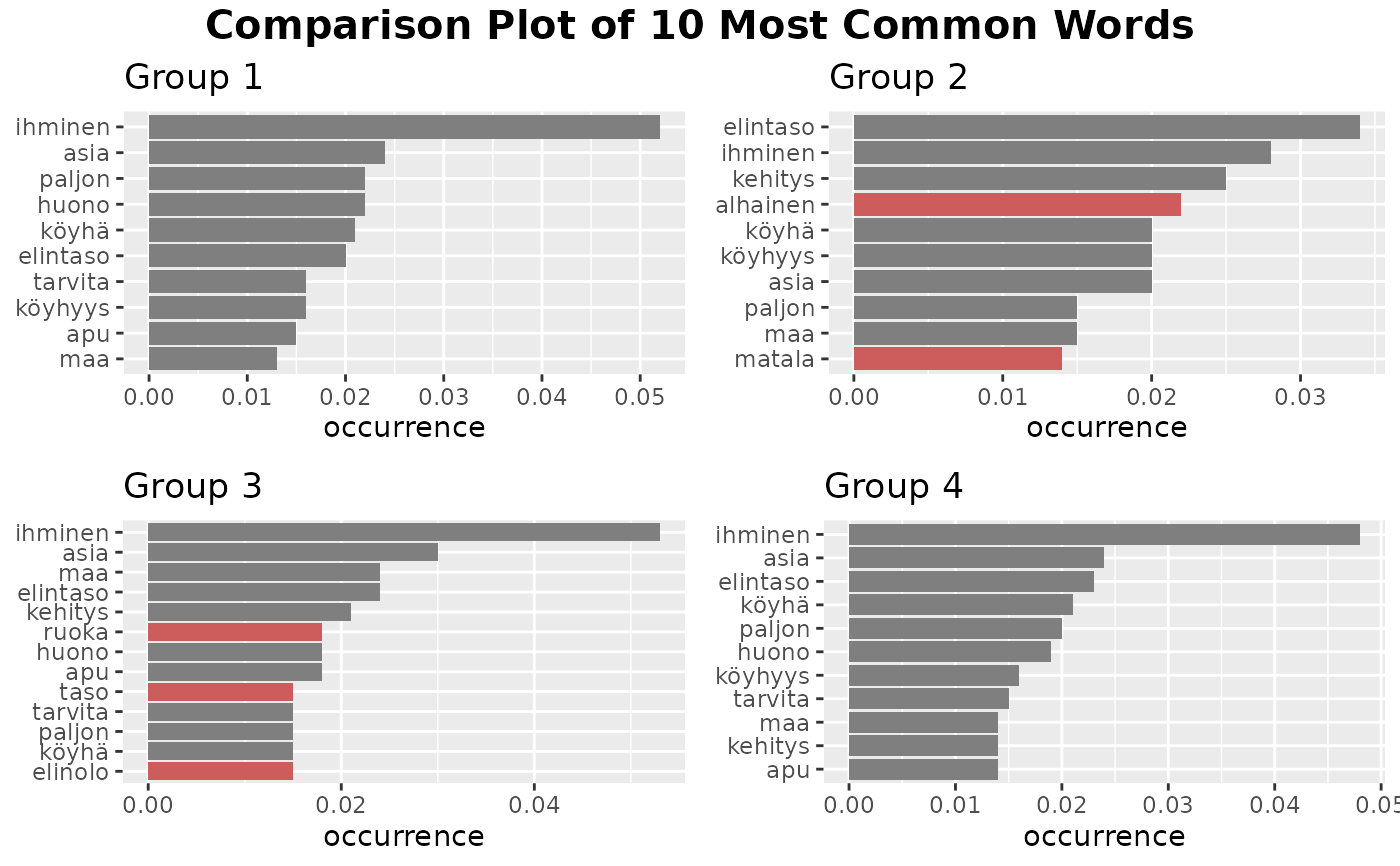 Comparison Plot of 10 Most Common Words
Group 1
ihminen
asia
paljon
huono
köyhä
elintaso
tarvita
köyhyys
apu
maa
0.00 0.01 0.02 0.03 0.04 0.05
occurrence
Group 2
elintaso
ihminen
kehitys
alhainen
köyhä
köyhyys
asia
paljon
maa
matala
0.00 0.01 0.02 0.03
occurrence
Group 3
ihminen
asia
maa
elintaso
kehitys
ruoka
huono
apu
taso
tarvita
paljon
köyhä
elinolo
0.00 0.02 0.04
occurrence
Group 4
ihminen
asia
elintaso
köyhä
paljon
huono
köyhyys
tarvita
maa
kehitys
apu
0.00 0.01 0.02 0.03 0.04 0.05
occurrence